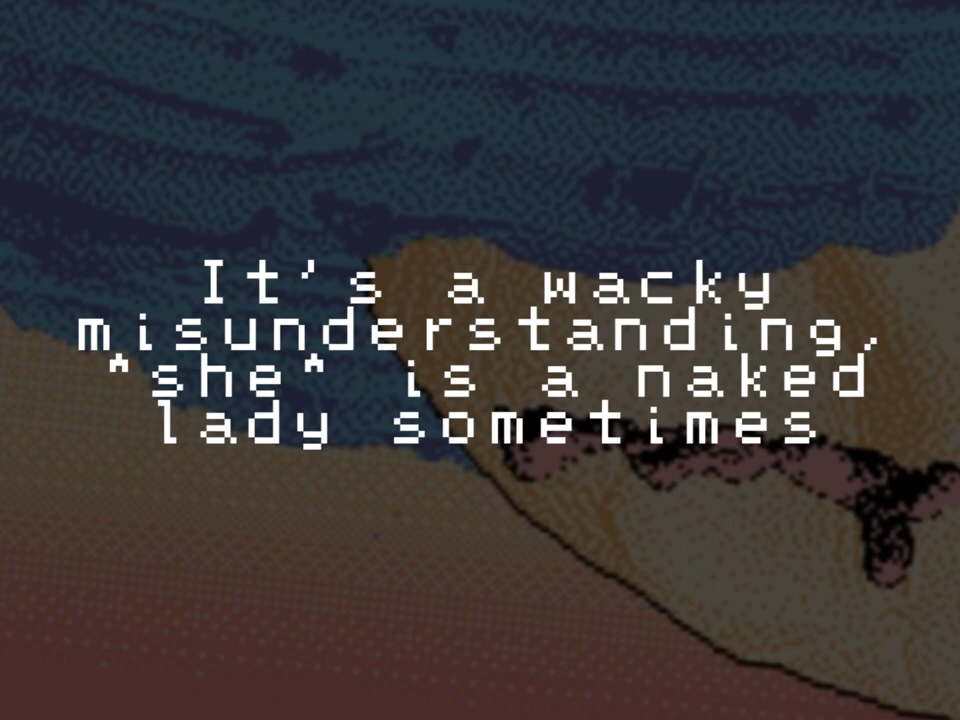 It's a wacky
misunderstanding,
"she" is a naked
lady sometimes